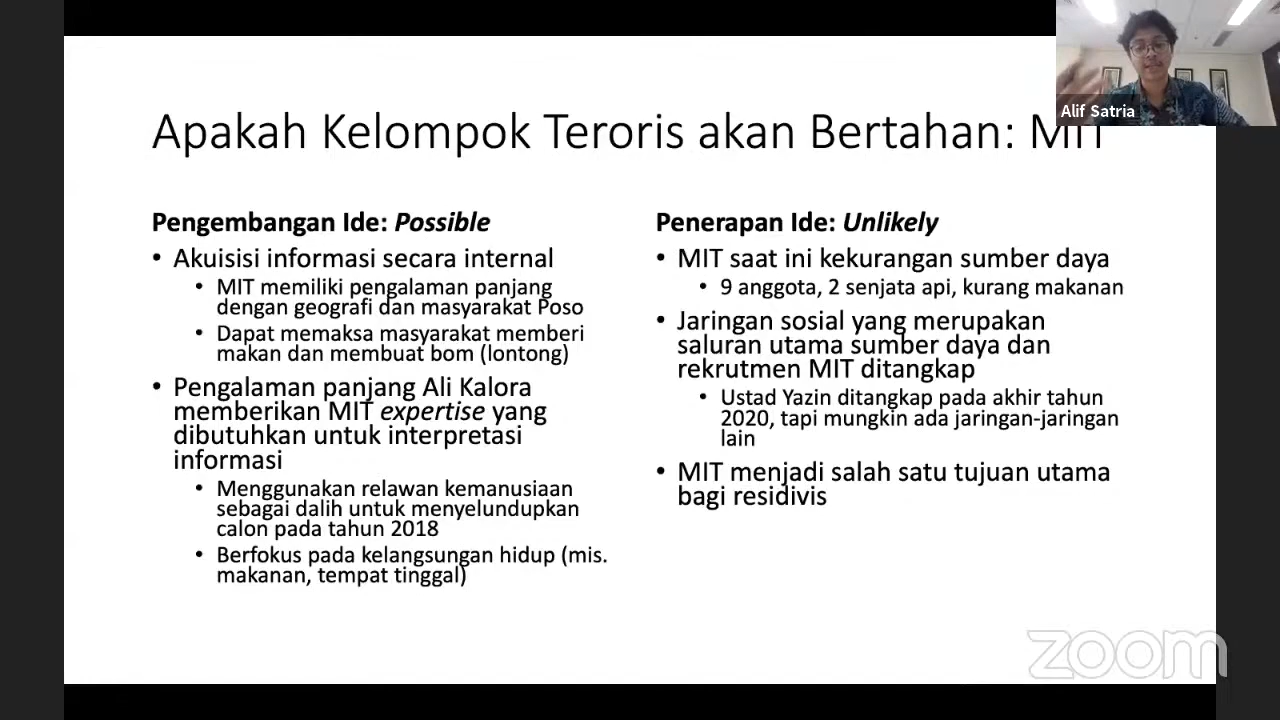 Alif Satria
Apakah Kelompok Teroris akan Bertahan: MIT
Pengembangan Ide: Possible
• Akuisisi informasi secara internal
• MIT memiliki pengalaman panjang
dengan geografi dan masyarakat Poso
• Dapat memaksa masyarakat memberi
makan dan membuat bom (lontong)
• Pengalaman panjang Ali Kalora
memberikan MIT expertise yang
dibutuhkan untuk interpretasi
informasi
• Menggunakan relawan kemanusiaan
sebagai dalih untuk menyelundupkan
calon pada tahun 2018
• Berfokus pada kelangsungan hidup (mis.
makanan, tempat tinggal)
Penerapan Ide: Unlikely
• MIT saat ini kekurangan sumber daya
• 9 anggota, 2 senjata api, kurang makanan
• Jaringan sosial yang merupakan
saluran utama sumber daya dan
rekrutmen MIT ditangkap
• Ustad Yazin ditangkap pada akhir tahun
2020, tapi mungkin ada jaringan-jaringan
lain
• MIT menjadi salah satu tujuan utama
bagi residivis
zoom